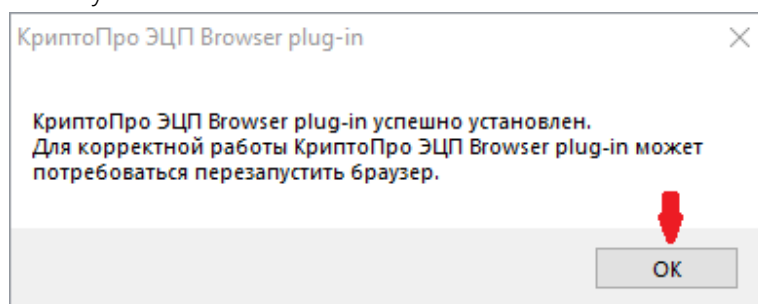 КриптоПро ЭЦП Browser plug-in
КриптоПро ЭЦП Browser plug-in успешно установлен.
Для корректной работы КриптоПро ЭЦП Browser plug-in может
потребоваться перезапустить браузер.
ОК